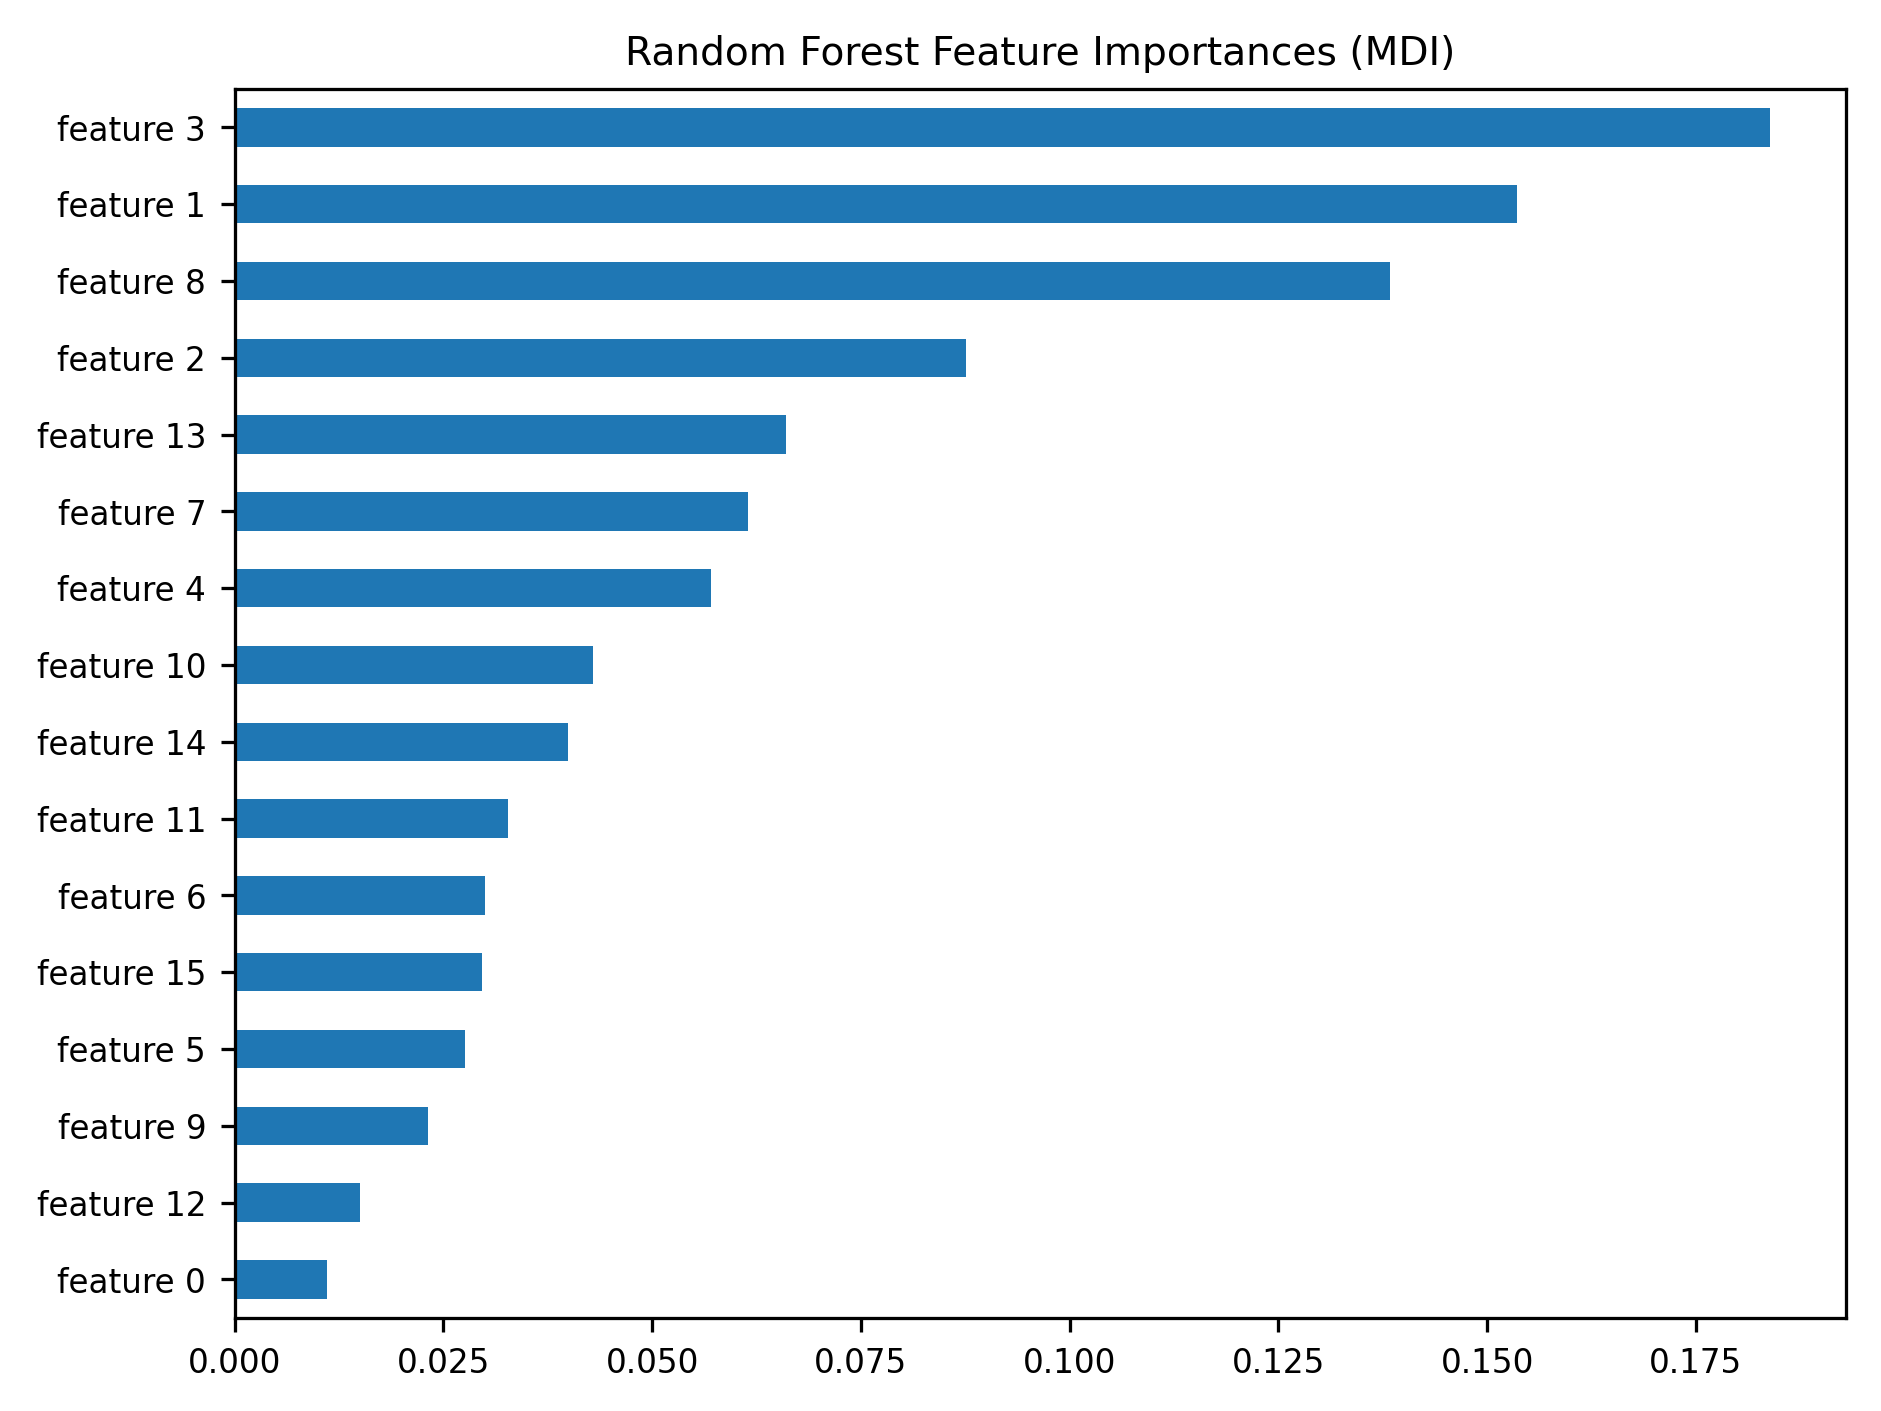 Random Forest Feature Importances (MDI)
feature 3
feature 1
feature 8
feature 2
feature 13
feature 7
feature 4
feature 10
feature 14
feature 11
feature 6
feature 15
feature 5
feature 9
feature 12
feature 0
0.000 0.025 0.050 0.075 0.100 0.125 0.150 0.175